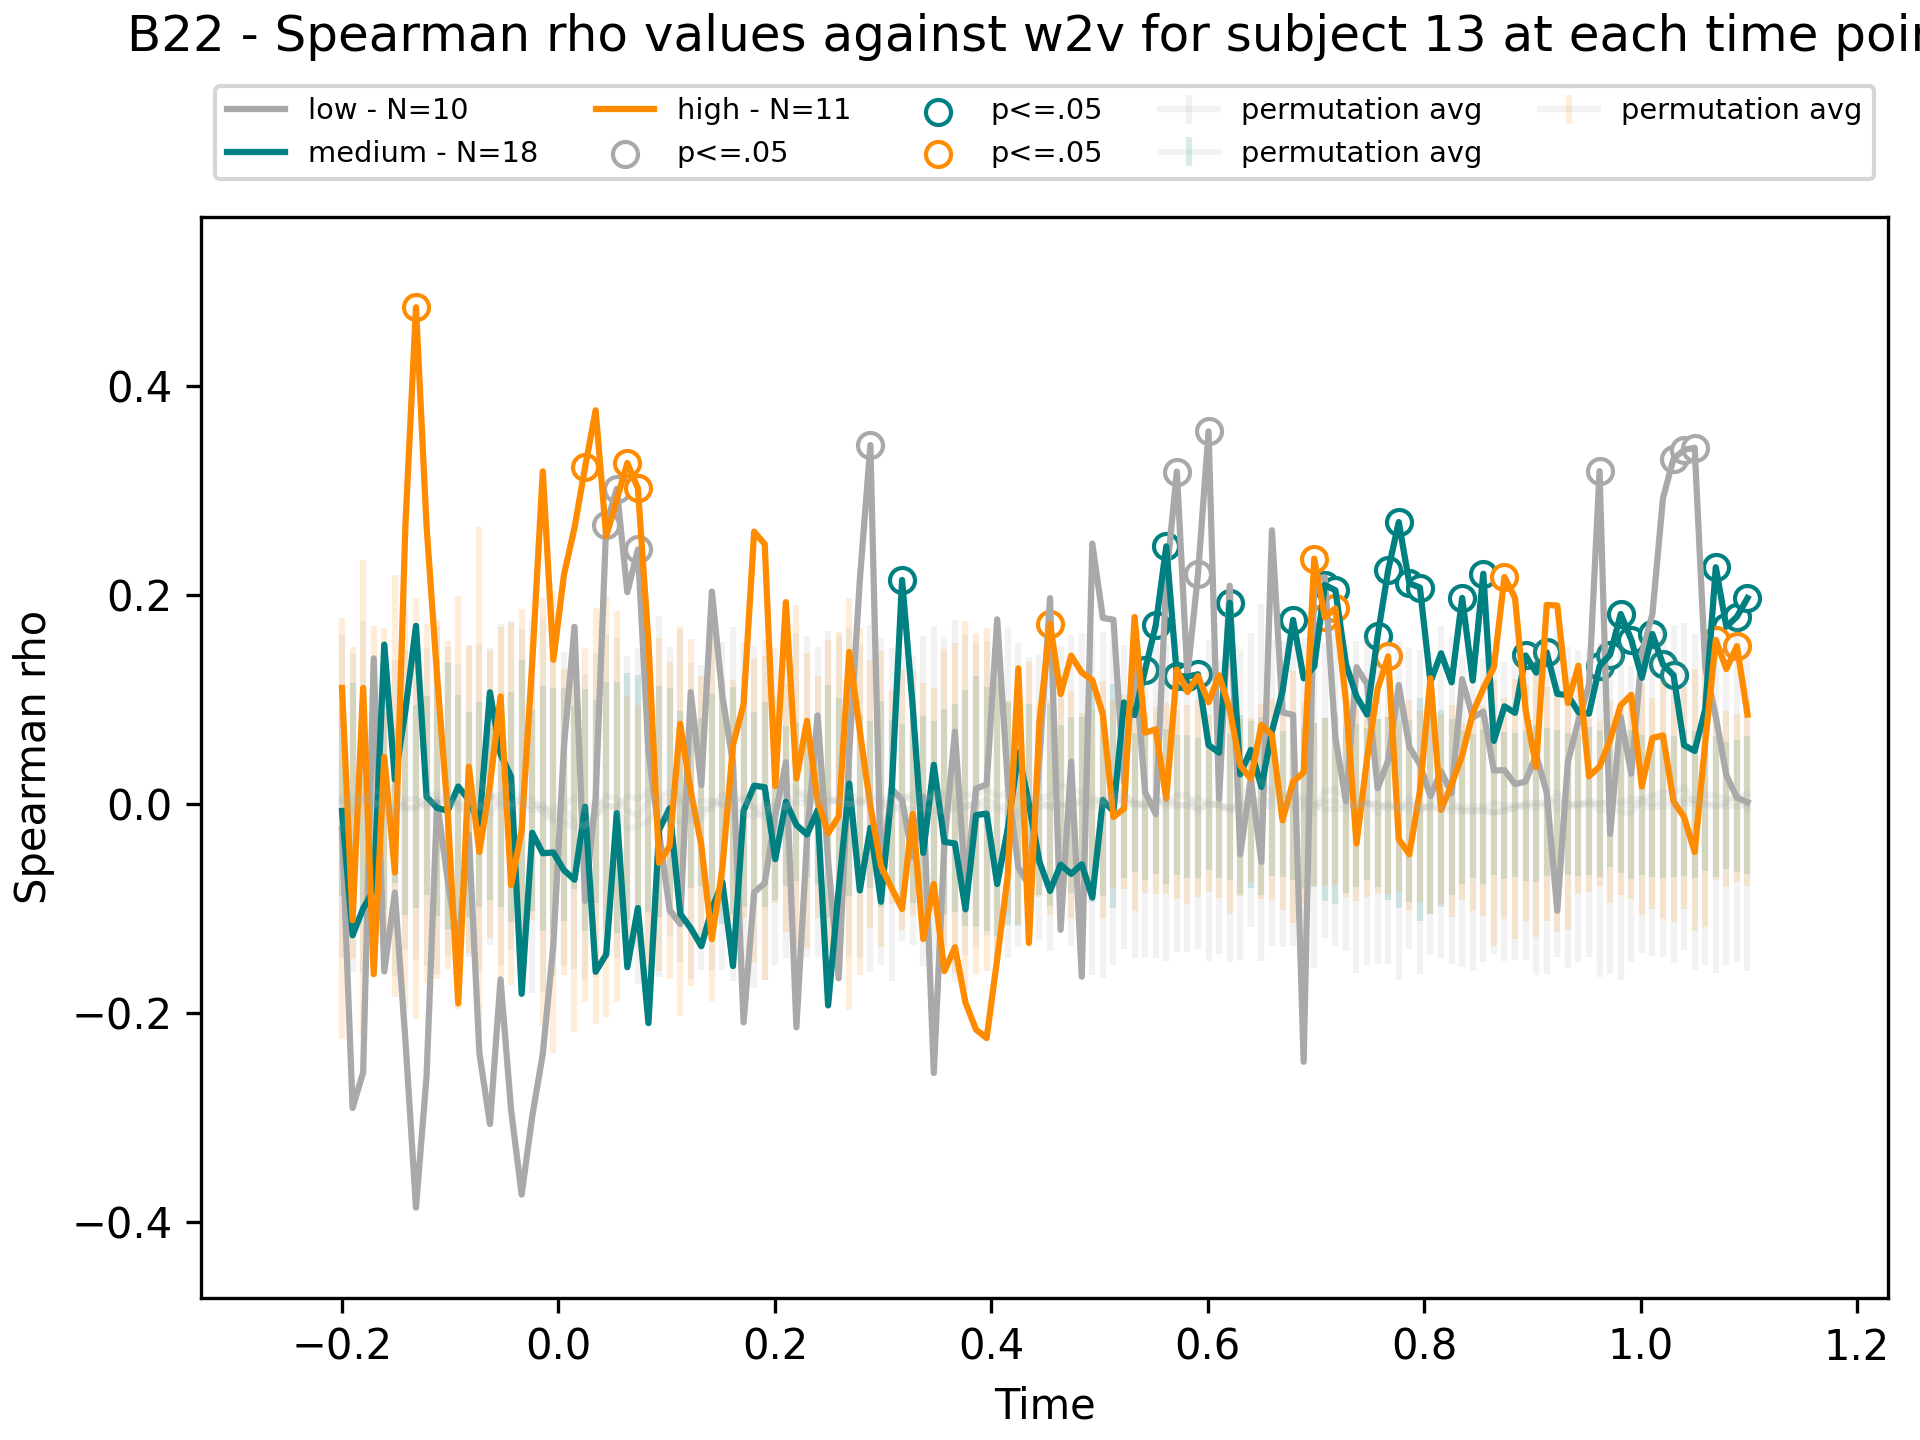 B22 - Spearman rho values against w2v for subject 13 at each time poi
low - N=10
medium - N=18
high - N=11
p<=.05
p<=.05
p<=.05
permutation avg
permutation avg
permutation avg
Spearman rho
0.4
0.2
0.0
−0.2
−0.4
−0.2 0.0 0.2 0.4 0.6 0.8 1.0 1.2
Time